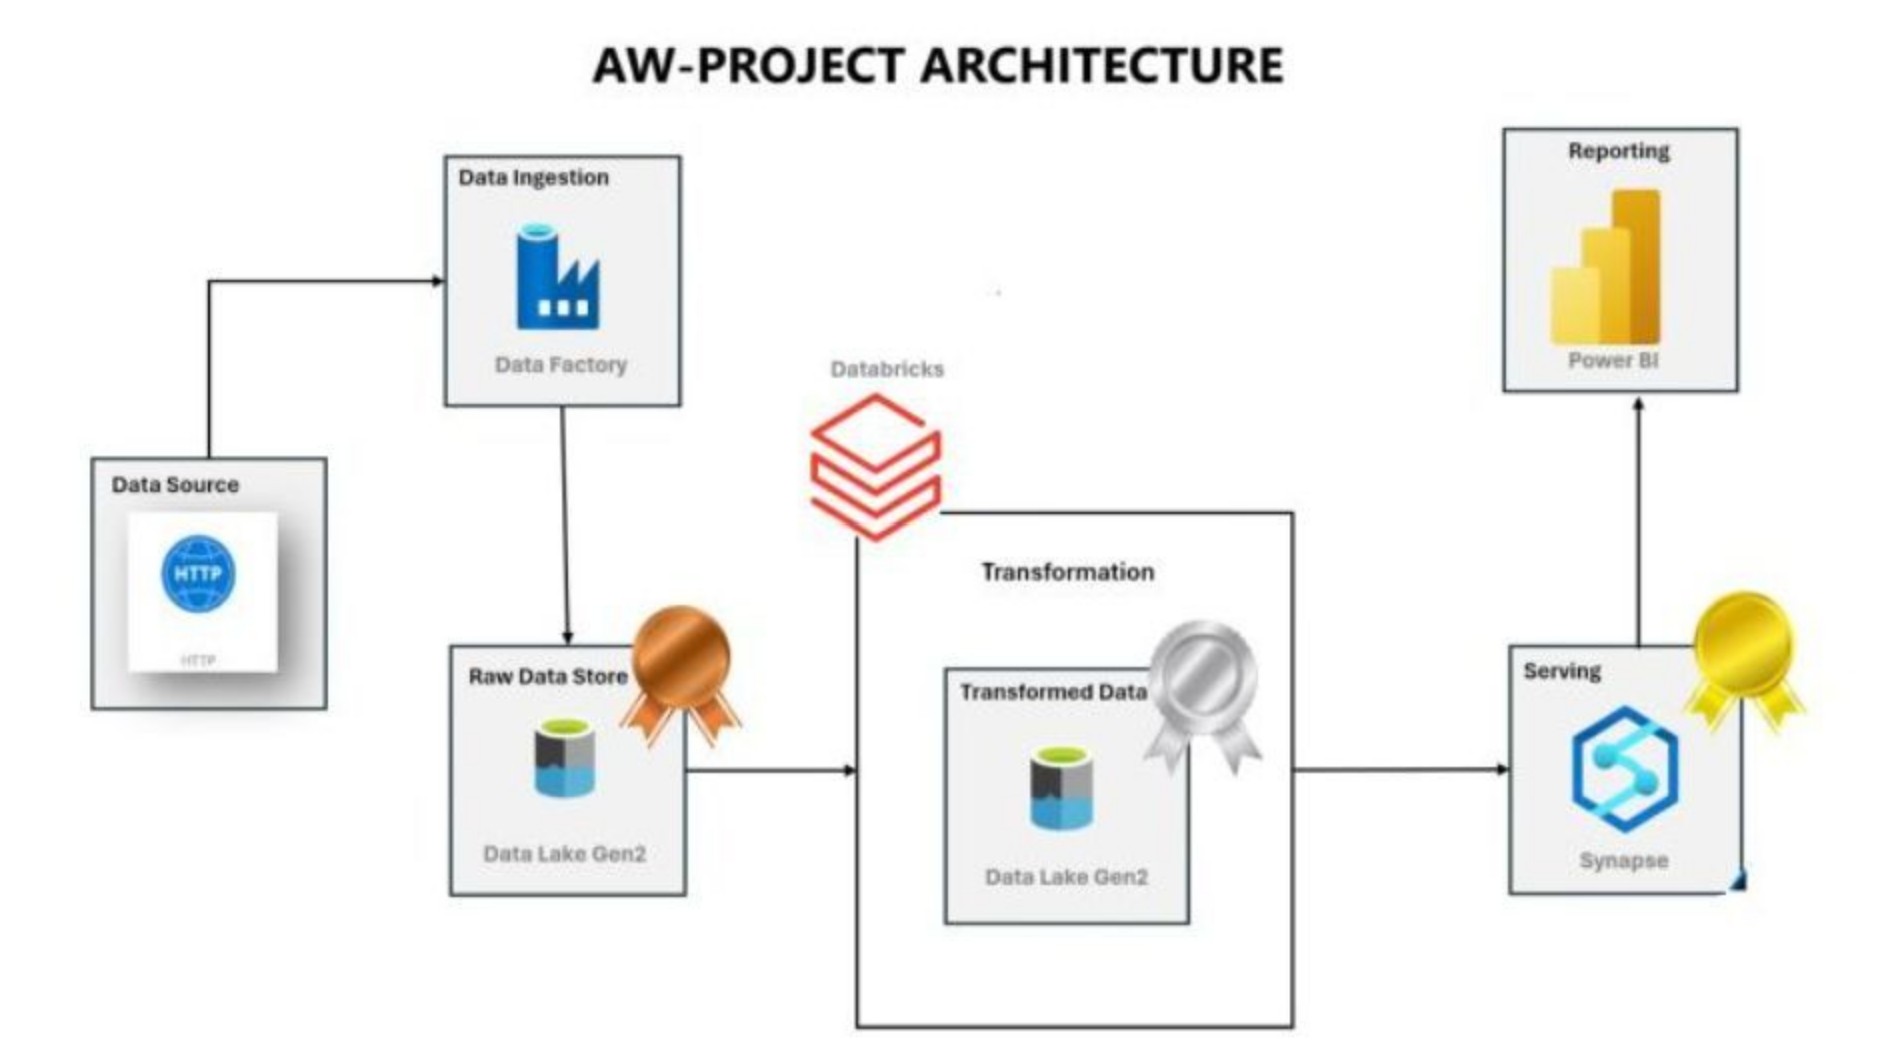 AW-PROJECT ARCHITECTURE
Data Ingestion
Data Factory
Data Source
HTTP
HTTP
Raw Data Store
Data Lake Gen2
Databricks
Transformation
Transformed Data
Data Lake Gen2
Serving
Synapse
Reporting
Power BI